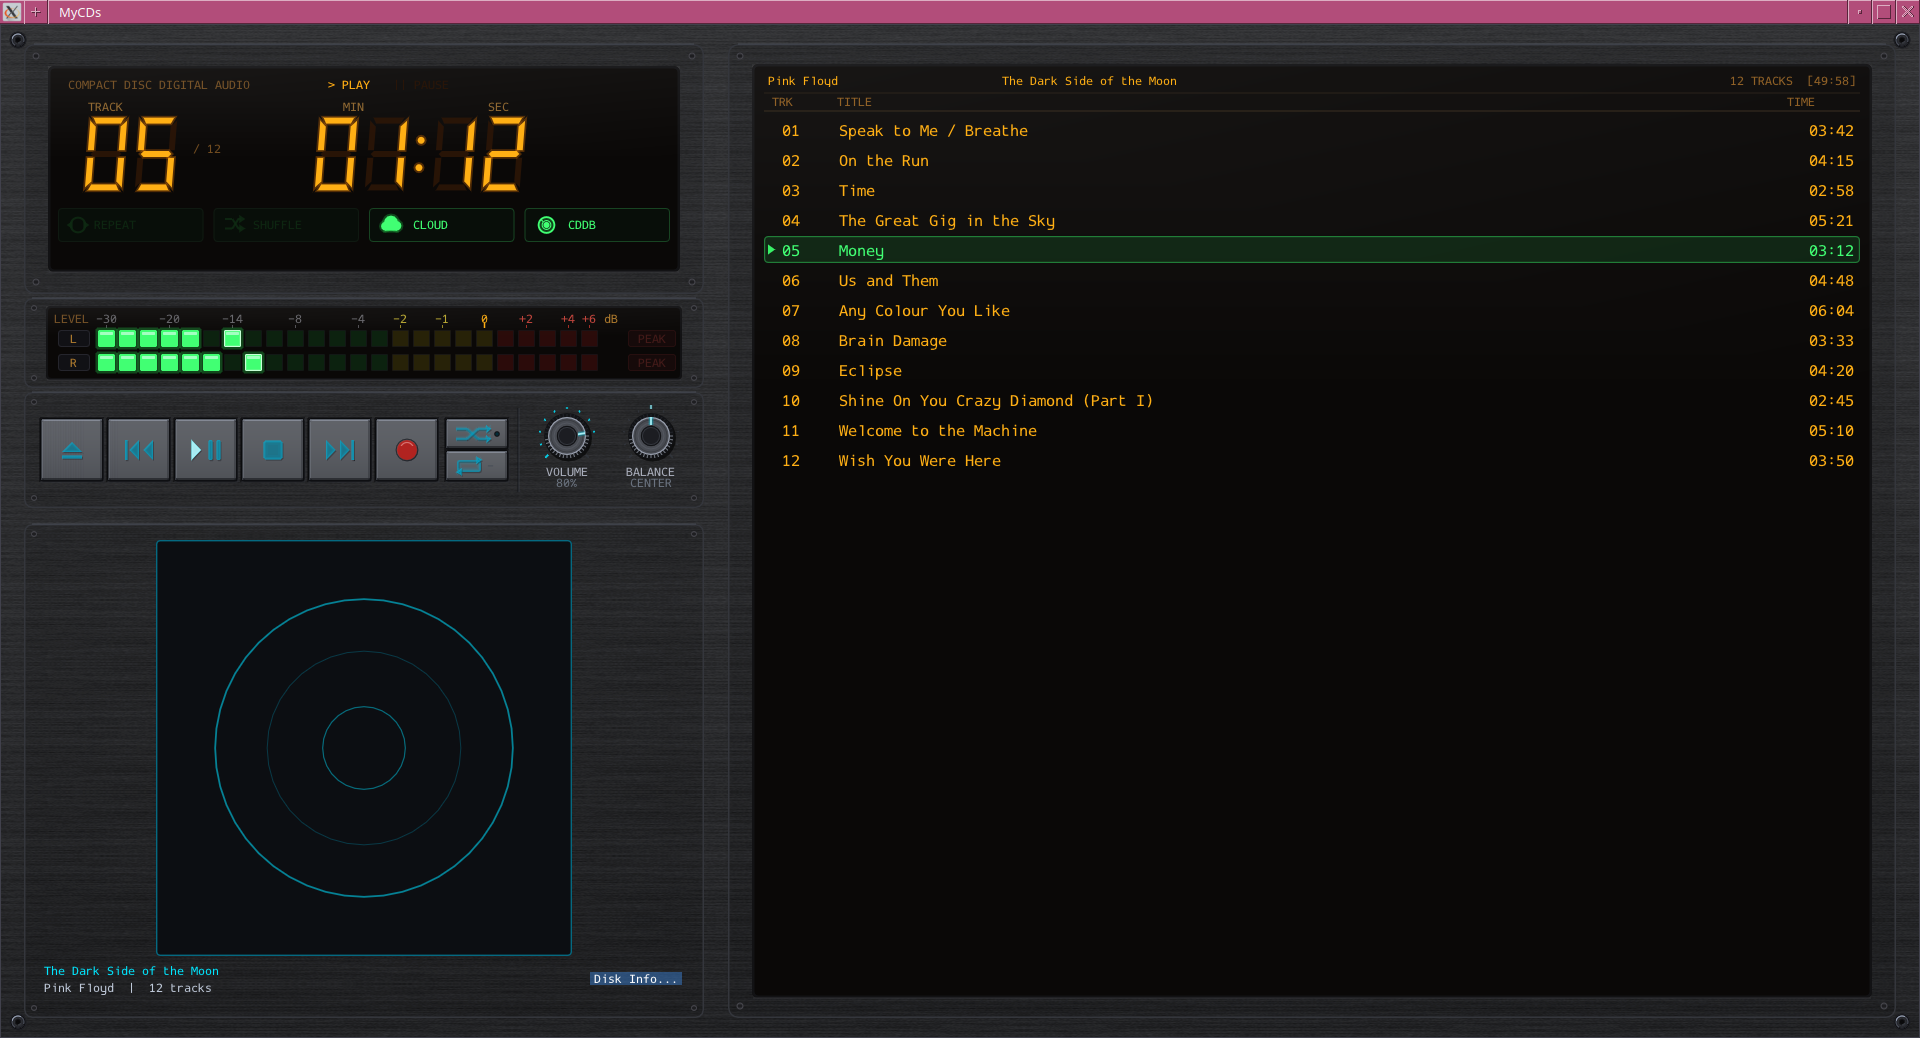 MyCDs
COMPACT DISC DIGITAL AUDIO > PLAY || PAUSE
TRACK MIN SEC
05 / 12 01:12
REPEAT SHUFFLE CLOUD CDDB
LEVEL -30 -20 -14 -8 -4 -2 -1 0 +2 +4 +6 dB
L PEAK
R PEAK
VOLUME BALANCE
80% CENTER
The Dark Side of the Moon
Pink Floyd | 12 tracks
Disk Info...
Pink Floyd The Dark Side of the Moon 12 TRACKS [49:58]
TRK TITLE TIME
01 Speak to Me / Breathe 03:42
02 On the Run 04:15
03 Time 02:58
04 The Great Gig in the Sky 05:21
05 Money 03:12
06 Us and Them 04:48
07 Any Colour You Like 06:04
08 Brain Damage 03:33
09 Eclipse 04:20
10 Shine On You Crazy Diamond (Part I) 02:45
11 Welcome to the Machine 05:10
12 Wish You Were Here 03:50